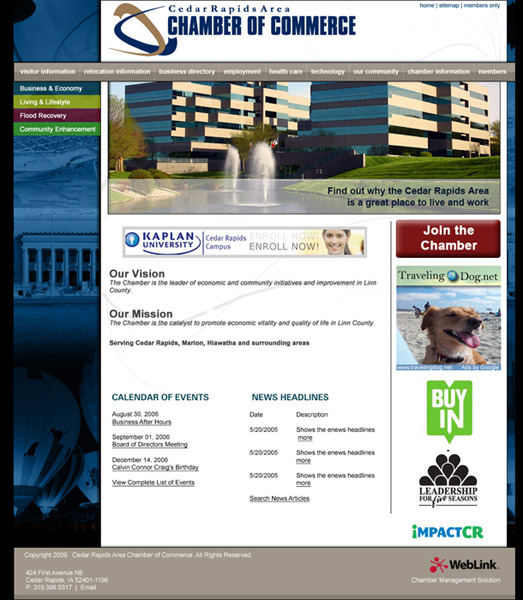 Cedar Rapids Area
CHAMBER OF COMMERCE
home | sitemap | members only
visitor information relocation information business directory employment health care technology our community chamber information members
Business & Economy
Living & Lifestyle
Flood Recovery
Community Enhancement
Find out why the Cedar Rapids Area
is a great place to live and work
KAPLAN
UNIVERSITY
Cedar Rapids
Campus
ENROLL NOW!
ENROLL NOW!
Join the
Chamber
Our Vision
The Chamber is the leader of economic and community initiatives and improvement in Linn
County.
Our Mission
The Chamber is the catalyst to promote economic vitality and quality of life in Linn County.
Serving Cedar Rapids, Marion, Hiawatha and surrounding areas
Traveling Dog.net
www.travelingdog.net Ads by Google
CALENDAR OF EVENTS
August 30, 2006
Business After Hours
September 01, 2006
Board of Directors Meeting
December 14, 2006
Calvin Connor Craig's Birthday
View Complete List of Events
NEWS HEADLINES
Date Description
5/20/2005 Shows the enews headlines
more
5/20/2005 Shows the enews headlines
more
5/20/2005 Shows the enews headlines
more
Search News Articles
BUY
IN
LEADERSHIP
FOR five SEASONS
iMPACTCR
Copyright 2009 Cedar Rapids Area Chamber of Commerce. All Rights Reserved.
424 First Avenue NE
Cedar Rapids, IA 52401-1196
P: 319.398.5317 | Email
WebLink
Chamber Management Solution